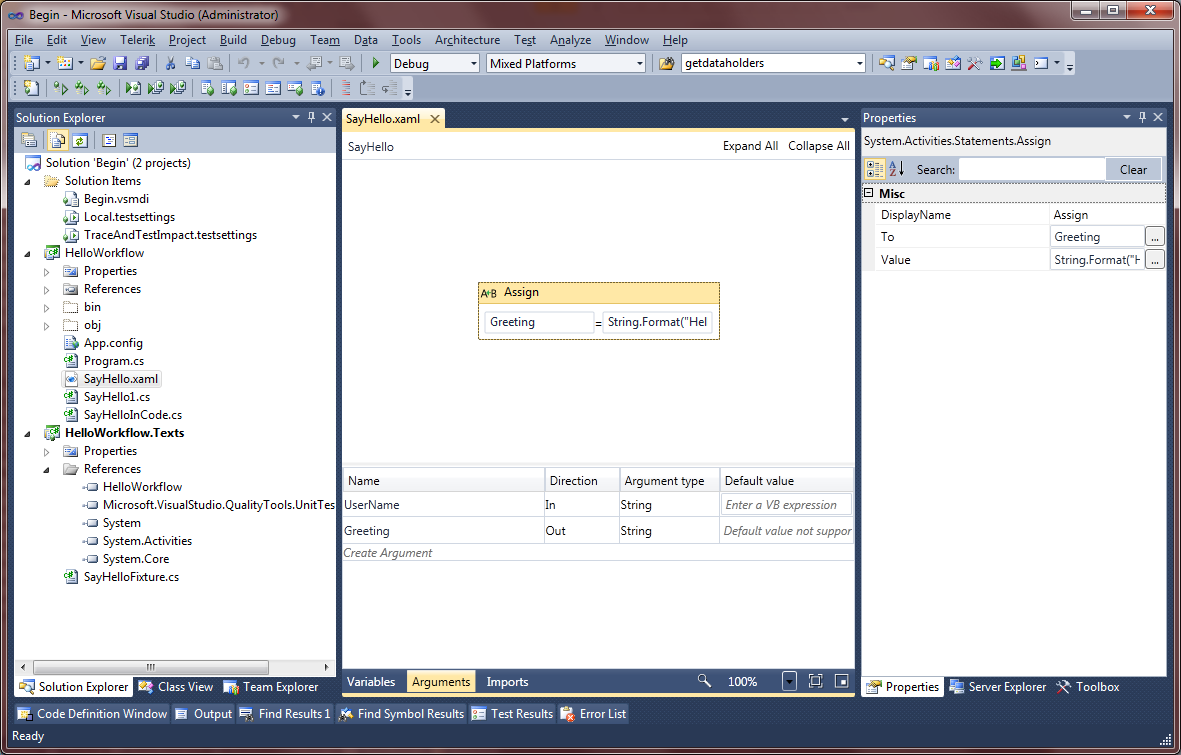 Begin - Microsoft Visual Studio (Administrator)
File Edit View Telerik Project Build Debug Team Data Tools Architecture Test Analyze Window Help
Debug Mixed Platforms getdataholders
Solution Explorer
Solution 'Begin' (2 projects)
Solution Items
Begin.vsmdi
Local.testsettings
TraceAndTestImpact.testsettings
HelloWorkflow
Properties
References
bin
obj
App.config
Program.cs
SayHello.xaml
SayHello1.cs
SayHelloInCode.cs
HelloWorkflow.Texts
Properties
References
HelloWorkflow
Microsoft.VisualStudio.QualityTools.UnitTes
System
System.Activities
System.Core
SayHelloFixture.cs
Solution Explorer Class View Team Explorer
SayHello.xaml
SayHello Expand All Collapse All
A+B Assign
Greeting = String.Format("Hel
Name Direction Argument type Default value
UserName In String Enter a VB expression
Greeting Out String Default value not suppor
Create Argument
Variables Arguments Imports 100%
Properties
System.Activities.Statements.Assign
Search: Clear
Misc
DisplayName Assign
To Greeting ...
Value String.Format("H ...
Properties Server Explorer Toolbox
Code Definition Window Output Find Results 1 Find Symbol Results Test Results Error List
Ready